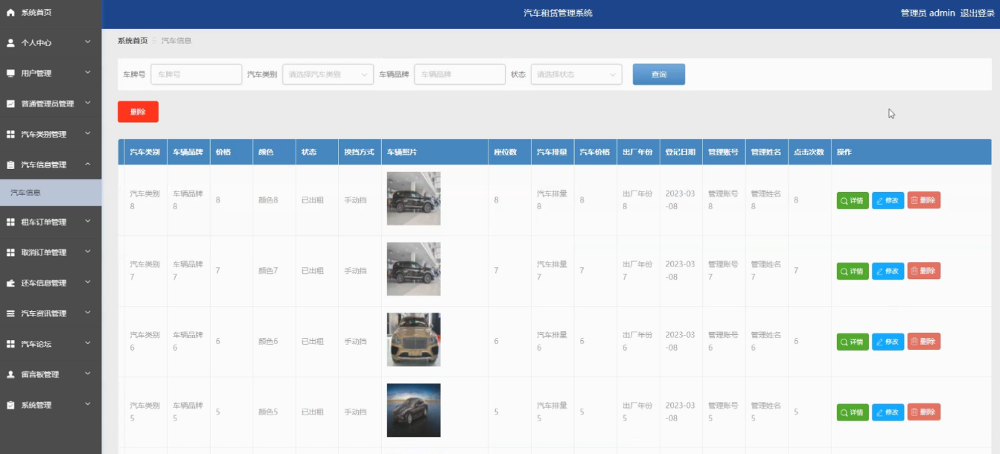 系统首页
汽车租赁管理系统
管理员 admin 退出登录
个人中心
用户管理
普通管理员管理
汽车类别管理
汽车信息管理
汽车信息
租车订单管理
取消订单管理
还车信息管理
汽车资讯管理
汽车论坛
留言板管理
系统管理
系统首页 汽车信息
车牌号 车牌号 汽车类别 请选择汽车类别 车辆品牌 车辆品牌 状态 请选择状态 查询
删除
汽车类别 车辆品牌 价格 颜色 状态 换挡方式 车辆照片 座位数 汽车排量 汽车价格 出厂年份 登记日期 管理账号 管理姓名 点击次数 操作
汽车类别 车辆品牌 汽车排量 出厂年份 2023-03 管理账号 管理姓名
8 8 8 颜色8 已出租 手动挡 8 8 8 8 -08 8 8 8 详情 修改 删除
汽车类别 车辆品牌 汽车排量 出厂年份 2023-03 管理账号 管理姓名
7 7 7 颜色7 已出租 手动挡 7 7 7 7 -08 7 7 7 详情 修改 删除
汽车类别 车辆品牌 汽车排量 出厂年份 2023-03 管理账号 管理姓名
6 6 6 颜色6 已出租 手动挡 6 6 6 6 -08 6 6 6 详情 修改 删除
汽车类别 车辆品牌 汽车排量 出厂年份 2023-03 管理账号 管理姓名
5 5 5 颜色5 已出租 手动挡 5 5 5 5 -08 5 5 5 详情 修改 删除